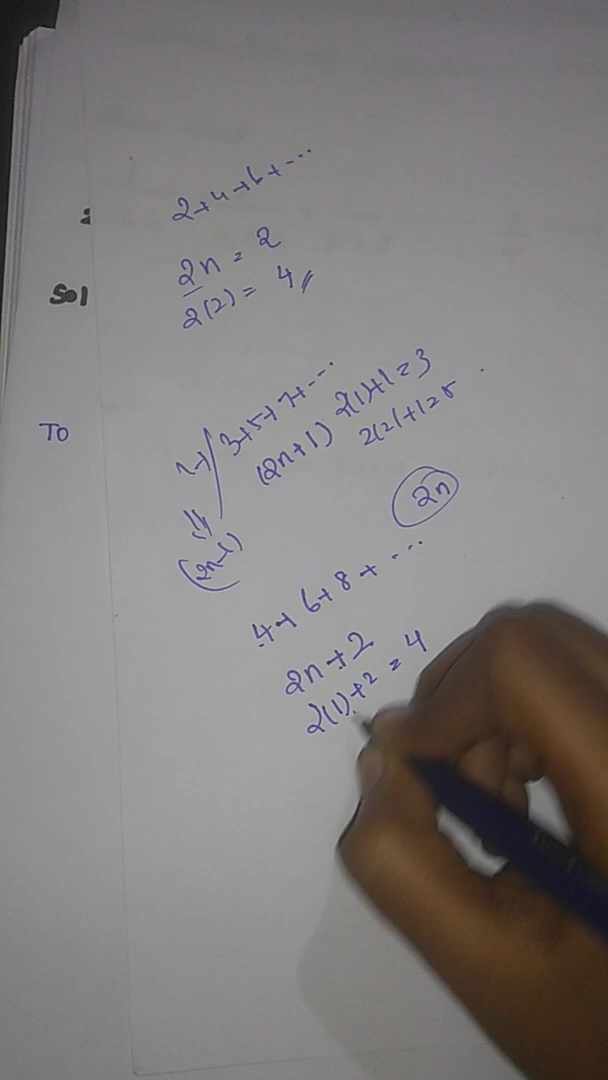 2+4+6+...
2n = 2
Sol
2(2) = 4 //
TO
1+ 3+5+7+...
(2n+1) 2(1)+1=3
2(2)+1=5
(2n-1)
2n
4+6+8+...
2n+2
2(1)+2 = 4